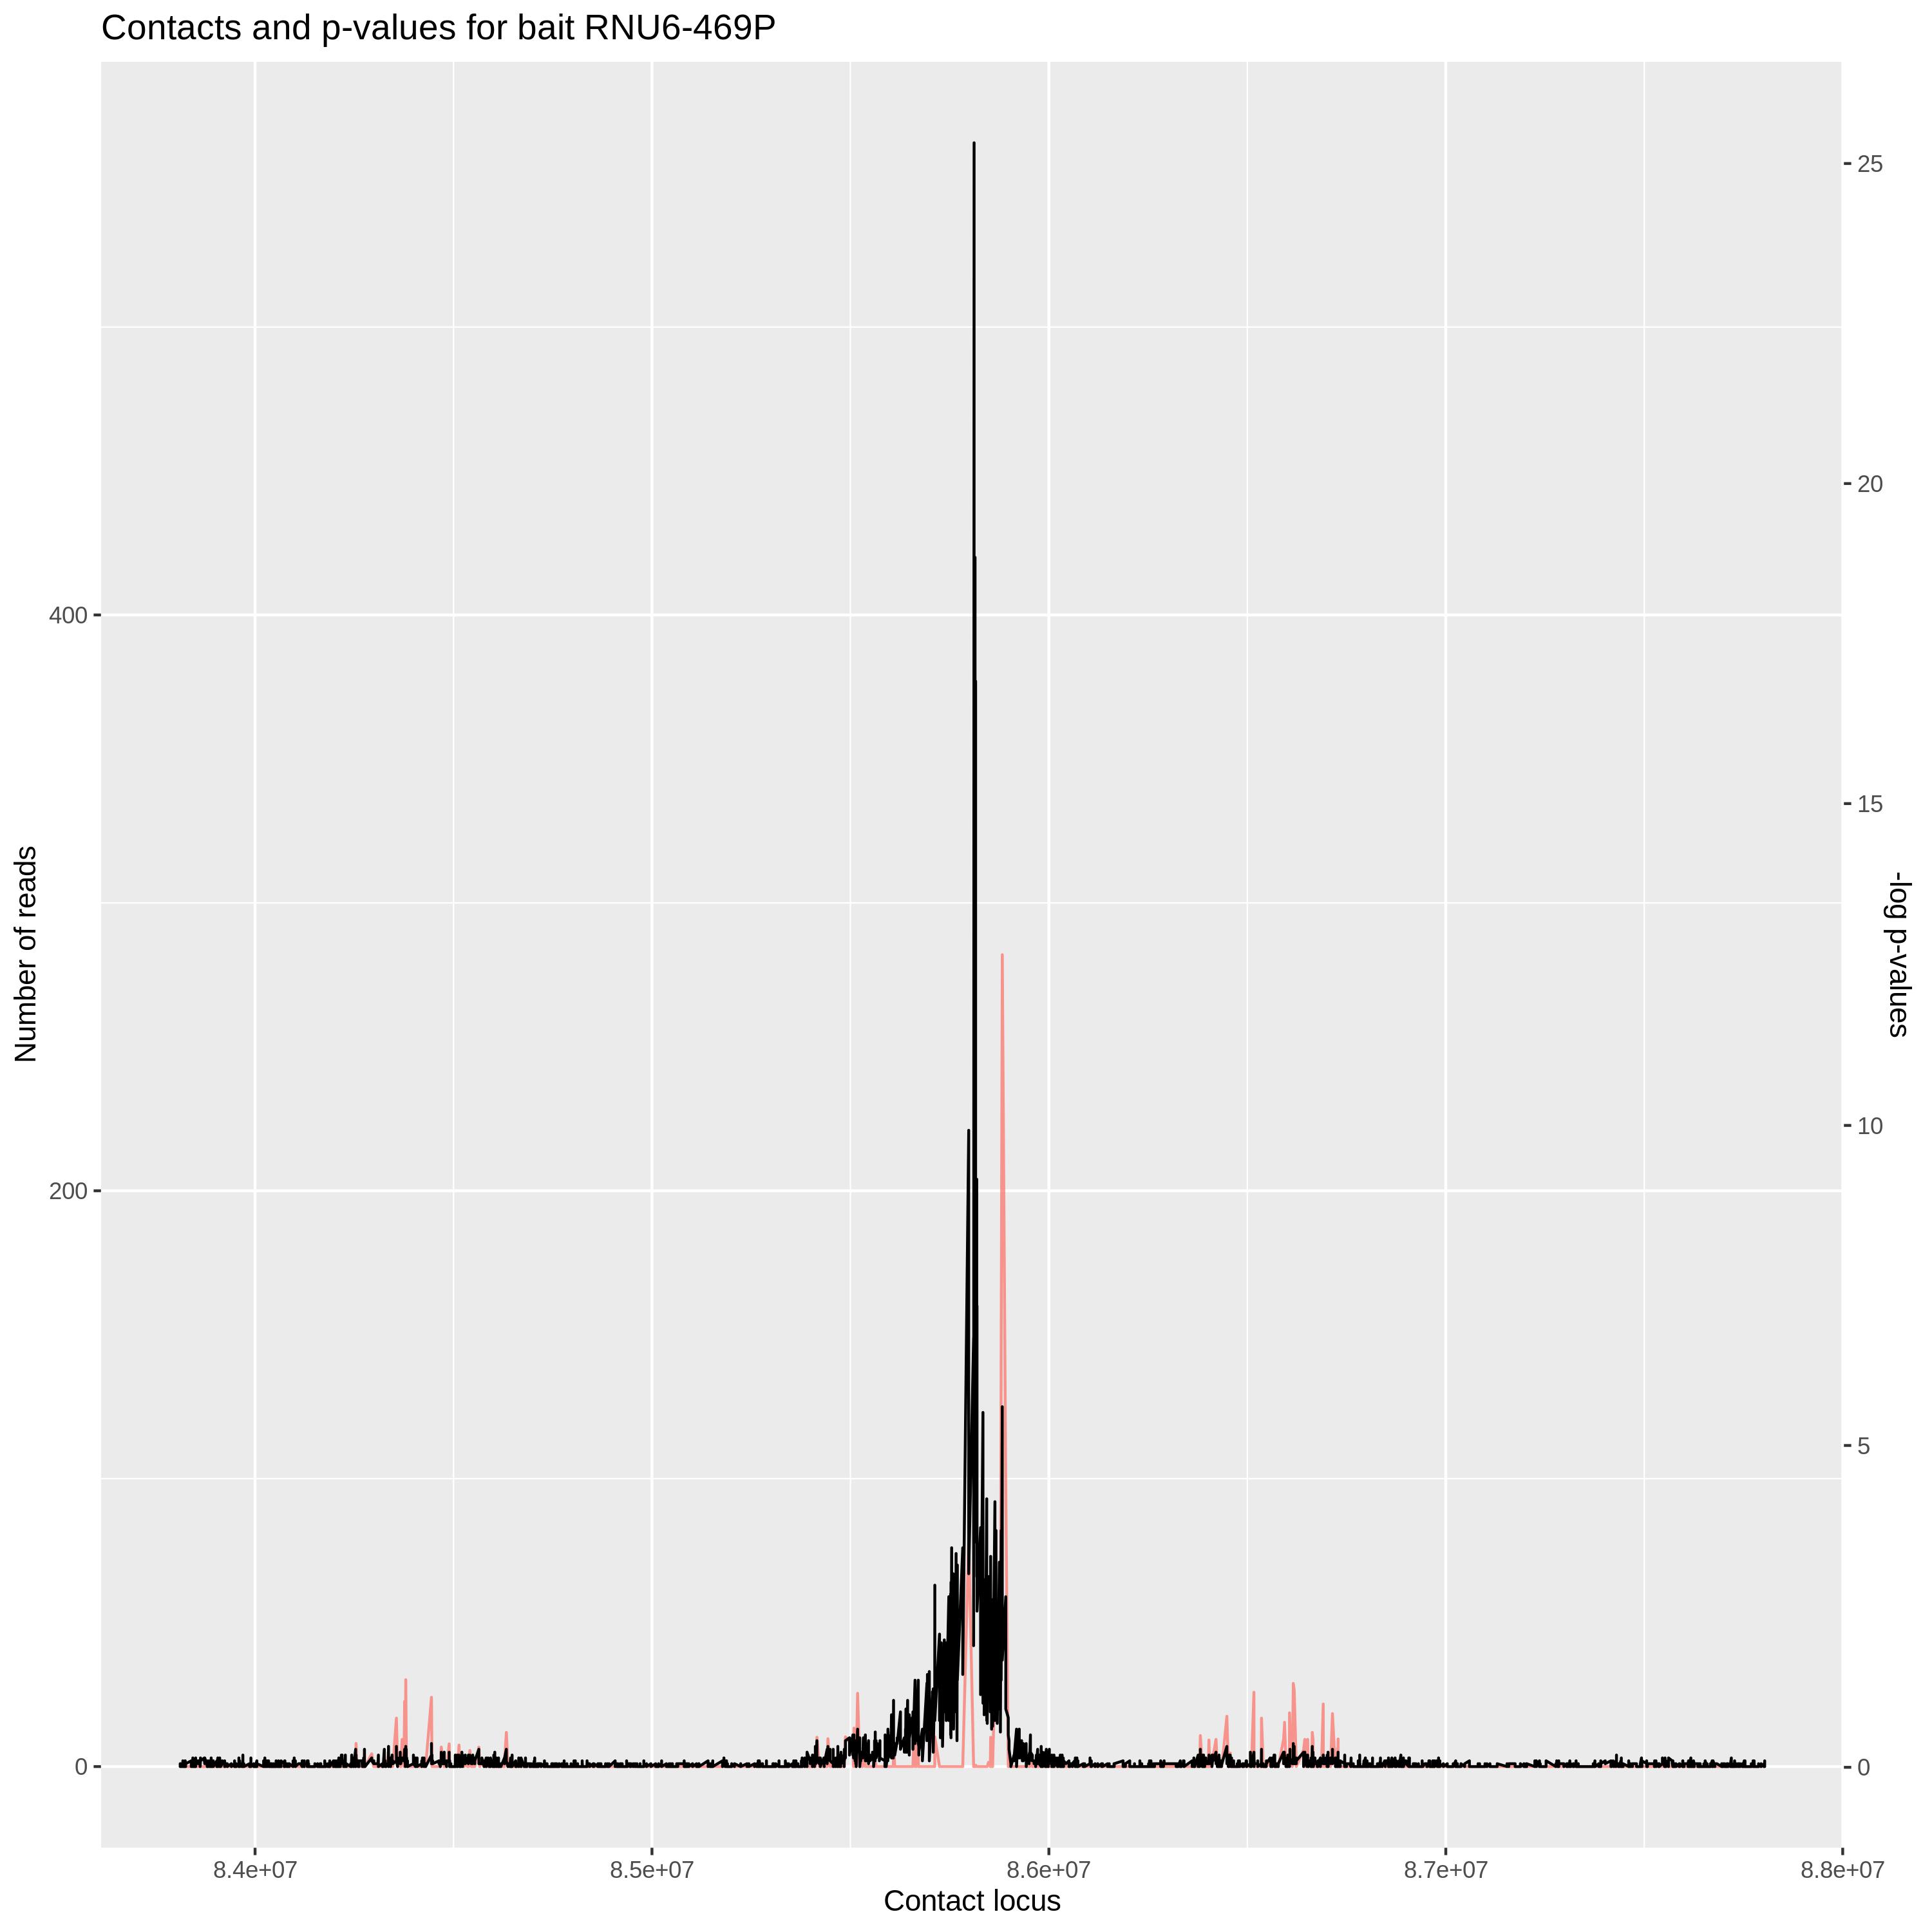 Contacts and p-values for bait RNU6-469P
Number of reads
400
200
0
25
20
15
10
5
0
-log p-values
8.4e+07
8.5e+07
8.6e+07
8.7e+07
8.8e+07
Contact locus